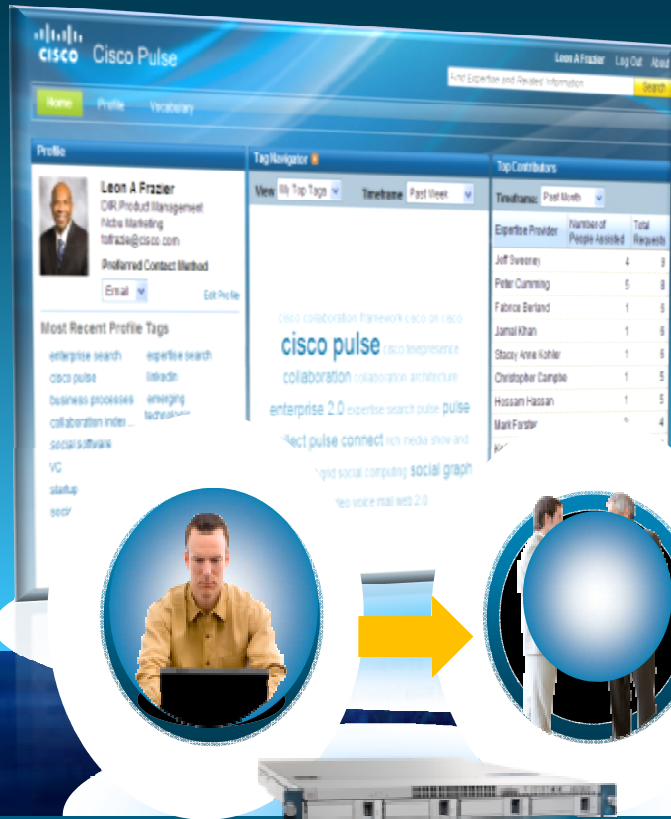 CISCO Cisco Pulse
Leon A Frazier Log Out About
Find Expertise and Related Information Search
Home Profile Vocabulary
Profile
Leon A Frazier
DIR.Product Management
Marketing
Preferred Contact Method
Email
Edit Profile
Most Recent Profile Tags
enterprise search expertise search
cisco pulse linkedin
business processes emerging
collaboration index ...
social software
VC
startup
Tag Navigator
View My Top Tags Timeframe Past Week
cisco collaboration framework cisco on cisco
cisco pulse cisco telepresence
collaboration collaboration architecture
enterprise 2.0 expertise search pulse pulse
pulse connect rich media show and
social computing social graph
voice mail web 2.0
Top Contributors
Timeframe: Past Month
Expertise Provider Number of People Assisted Total Requests
Jeff Sweeney 4 9
Peter Cumming 5 8
Fabrice Berland 1 6
Jamal Khan 1 6
Stacey Anne Kohler 1 6
Christopher Campbe 1 5
Hossam Hassan 1 5
Mark Forster 4